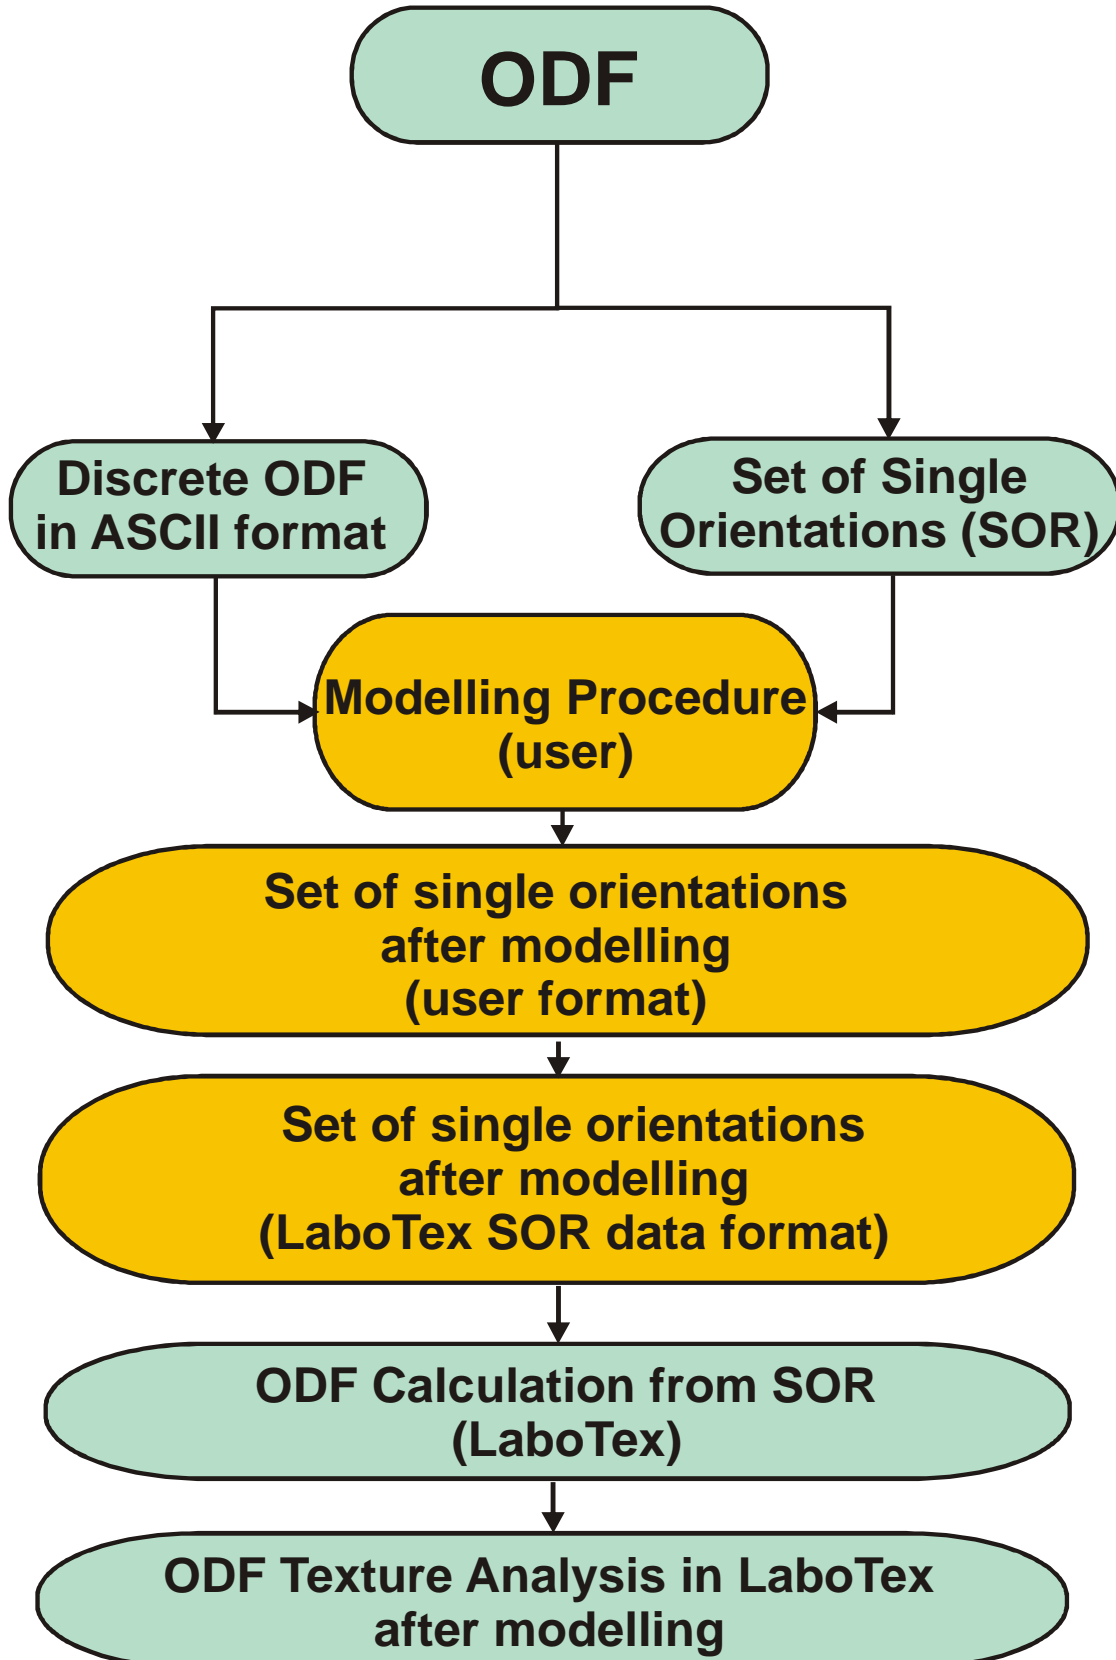 ODF
Discrete ODF
in ASCII format
Set of Single
Orientations (SOR)
Modelling Procedure
(user)
Set of single orientations
after modelling
(user format)
Set of single orientations
after modelling
(LaboTex SOR data format)
ODF Calculation from SOR
(LaboTex)
ODF Texture Analysis in LaboTex
after modelling